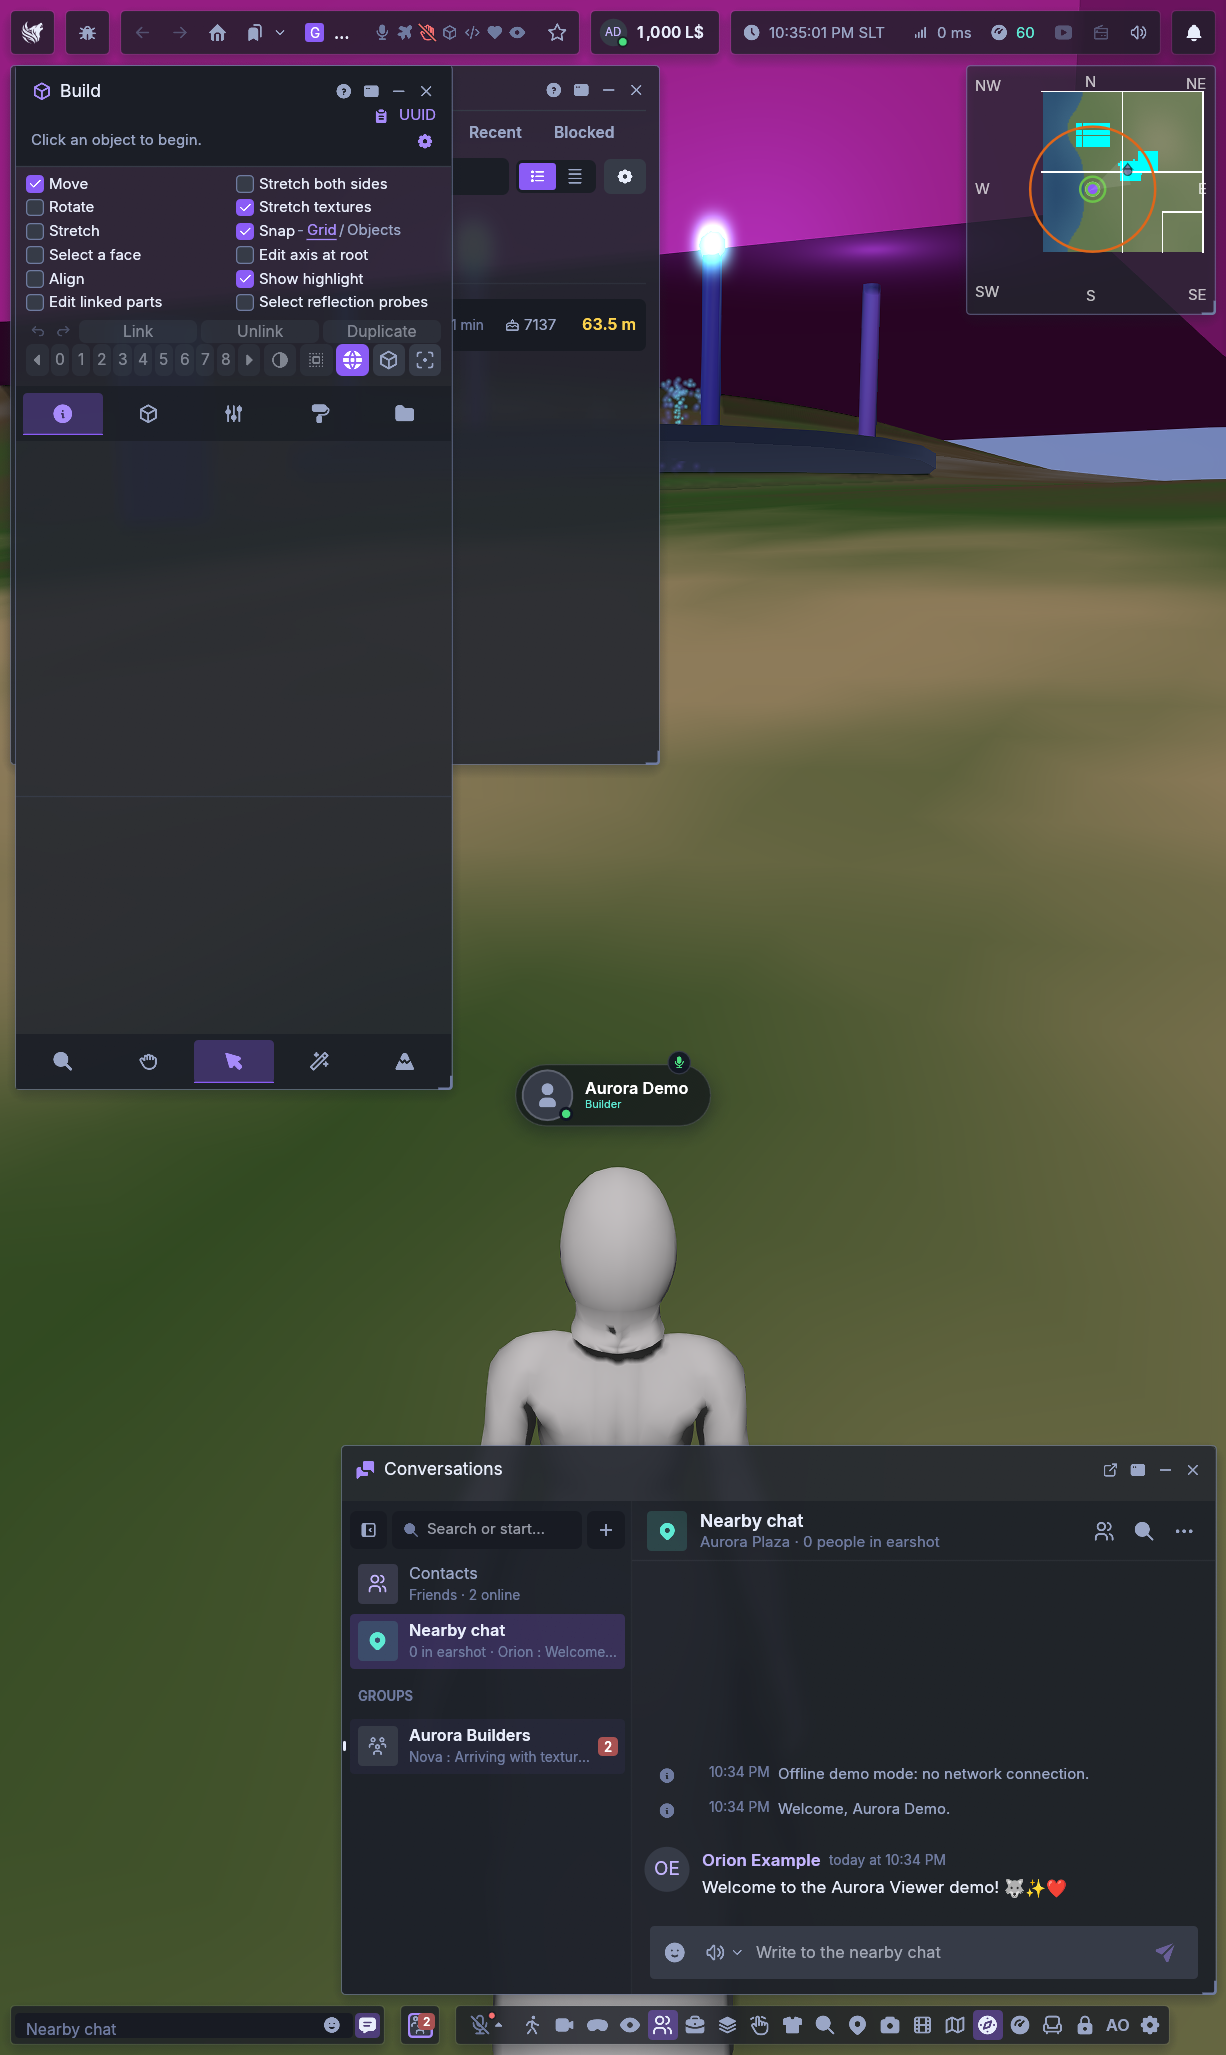 G ...
AD 1,000 L$
10:35:01 PM SLT 0 ms 60
Build
UUID
Click an object to begin.
Move
Rotate
Stretch
Select a face
Align
Edit linked parts
Stretch both sides
Stretch textures
Snap - Grid / Objects
Edit axis at root
Show highlight
Select reflection probes
Link Unlink Duplicate
0 1 2 3 4 5 6 7 8
Recent Blocked
1 min 7137 63.5 m
NW N NE
W E
SW S SE
Aurora Demo
Builder
Conversations
Search or start...
Contacts
Friends · 2 online
Nearby chat
0 in earshot · Orion : Welcome...
GROUPS
Aurora Builders
Nova : Arriving with textur... 2
Nearby chat
Aurora Plaza · 0 people in earshot
10:34 PM Offline demo mode: no network connection.
10:34 PM Welcome, Aurora Demo.
OE Orion Example today at 10:34 PM
Welcome to the Aurora Viewer demo! 🐺✨❤️
Write to the nearby chat
Nearby chat
2
AO